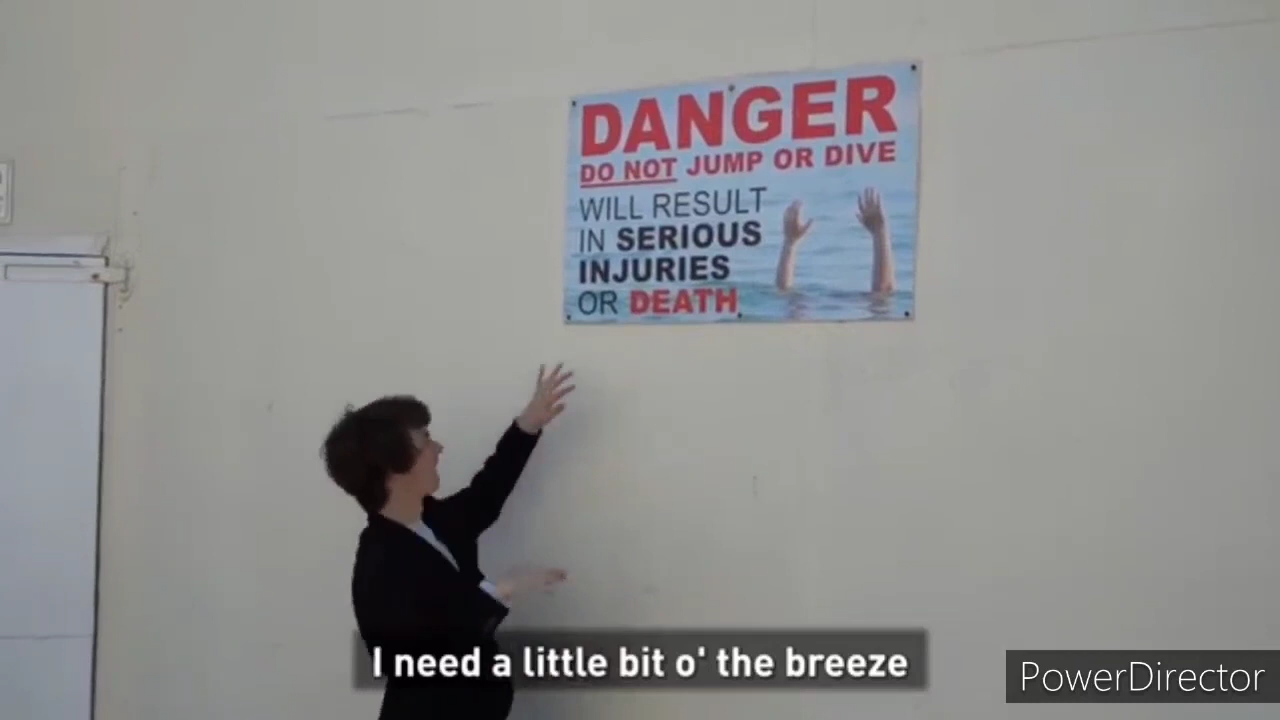 DANGER
DO NOT JUMP OR DIVE
WILL RESULT
IN SERIOUS
INJURIES
OR DEATH
I need a little bit o' the breeze
PowerDirector